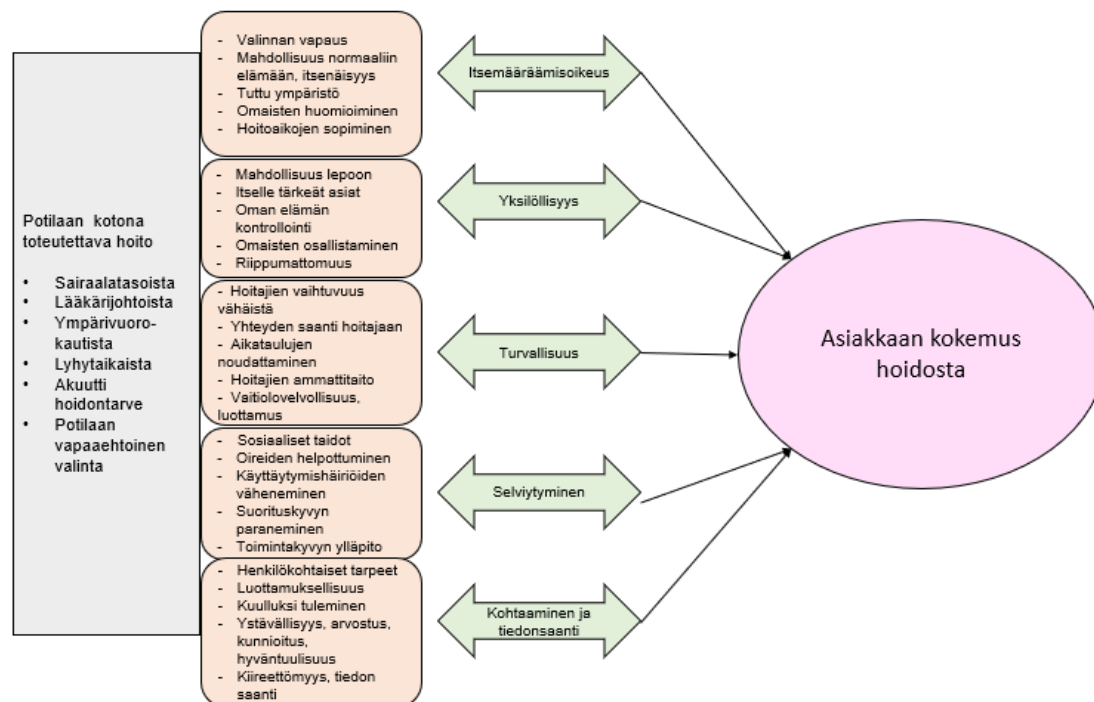 Potilaan kotona
toteutettava hoito
• Sairaalatasoista
• Lääkärijohtoista
• Ympärivuoro-
kautista
• Lyhytaikaista
• Akuutti
hoidontarve
• Potilaan
vapaaehtoinen
valinta
- Valinnan vapaus
- Mahdollisuus normaaliin
elämään, itsenäisyys
- Tuttu ympäristö
- Omaisten huomioiminen
- Hoitoaikojen sopiminen
Itsemääräämisoikeus
- Mahdollisuus lepoon
- Itselle tärkeät asiat
- Oman elämän
kontrollointi
- Omaisten osallistaminen
- Riippumattomuus
Yksilöllisyys
- Hoitajien vaihtuvuus
vähäistä
- Yhteyden saanti hoitajaan
- Aikataulujen
noudattaminen
- Hoitajien ammattitaito
- Vaitiolovelvollisuus,
luottamus
Turvallisuus
- Sosiaaliset taidot
- Oireiden helpottuminen
- Käyttäytymishäiriöiden
väheneminen
- Suorituskyvyn
paraneminen
- Toimintakyvyn ylläpito
Selviytyminen
- Henkilökohtaiset tarpeet
- Luottamuksellisuus
- Kuulluksi tuleminen
- Ystävällisyys, arvostus,
kunnioitus,
hyväntuulisuus
- Kiireettömyys, tiedon
saanti
Kohtaaminen ja
tiedonsaanti
Asiakkaan kokemus
hoidosta